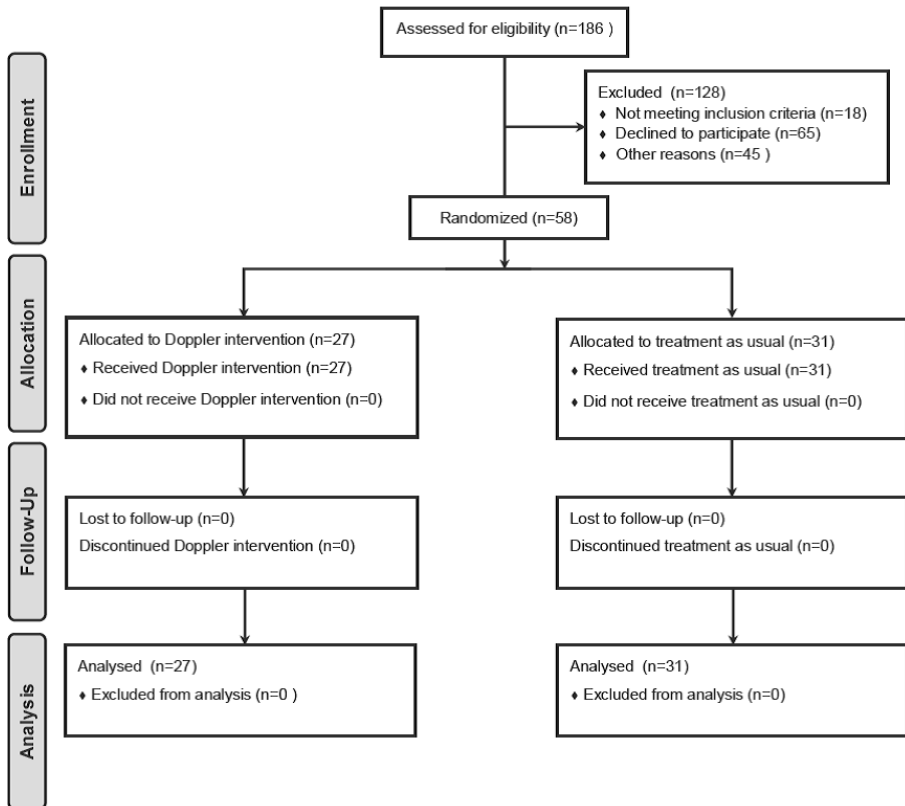 Assessed for eligibility (n=186 )
Enrollment
Excluded (n=128)
♦ Not meeting inclusion criteria (n=18)
♦ Declined to participate (n=65)
♦ Other reasons (n=45 )
Randomized (n=58)
Allocation
Allocated to Doppler intervention (n=27)
♦ Received Doppler intervention (n=27)
♦ Did not receive Doppler intervention (n=0)
Allocated to treatment as usual (n=31)
♦ Received treatment as usual (n=31)
♦ Did not receive treatment as usual (n=0)
Follow-Up
Lost to follow-up (n=0)
Discontinued Doppler intervention (n=0)
Lost to follow-up (n=0)
Discontinued treatment as usual (n=0)
Analysis
Analysed (n=27)
♦ Excluded from analysis (n=0 )
Analysed (n=31)
♦ Excluded from analysis (n=0)